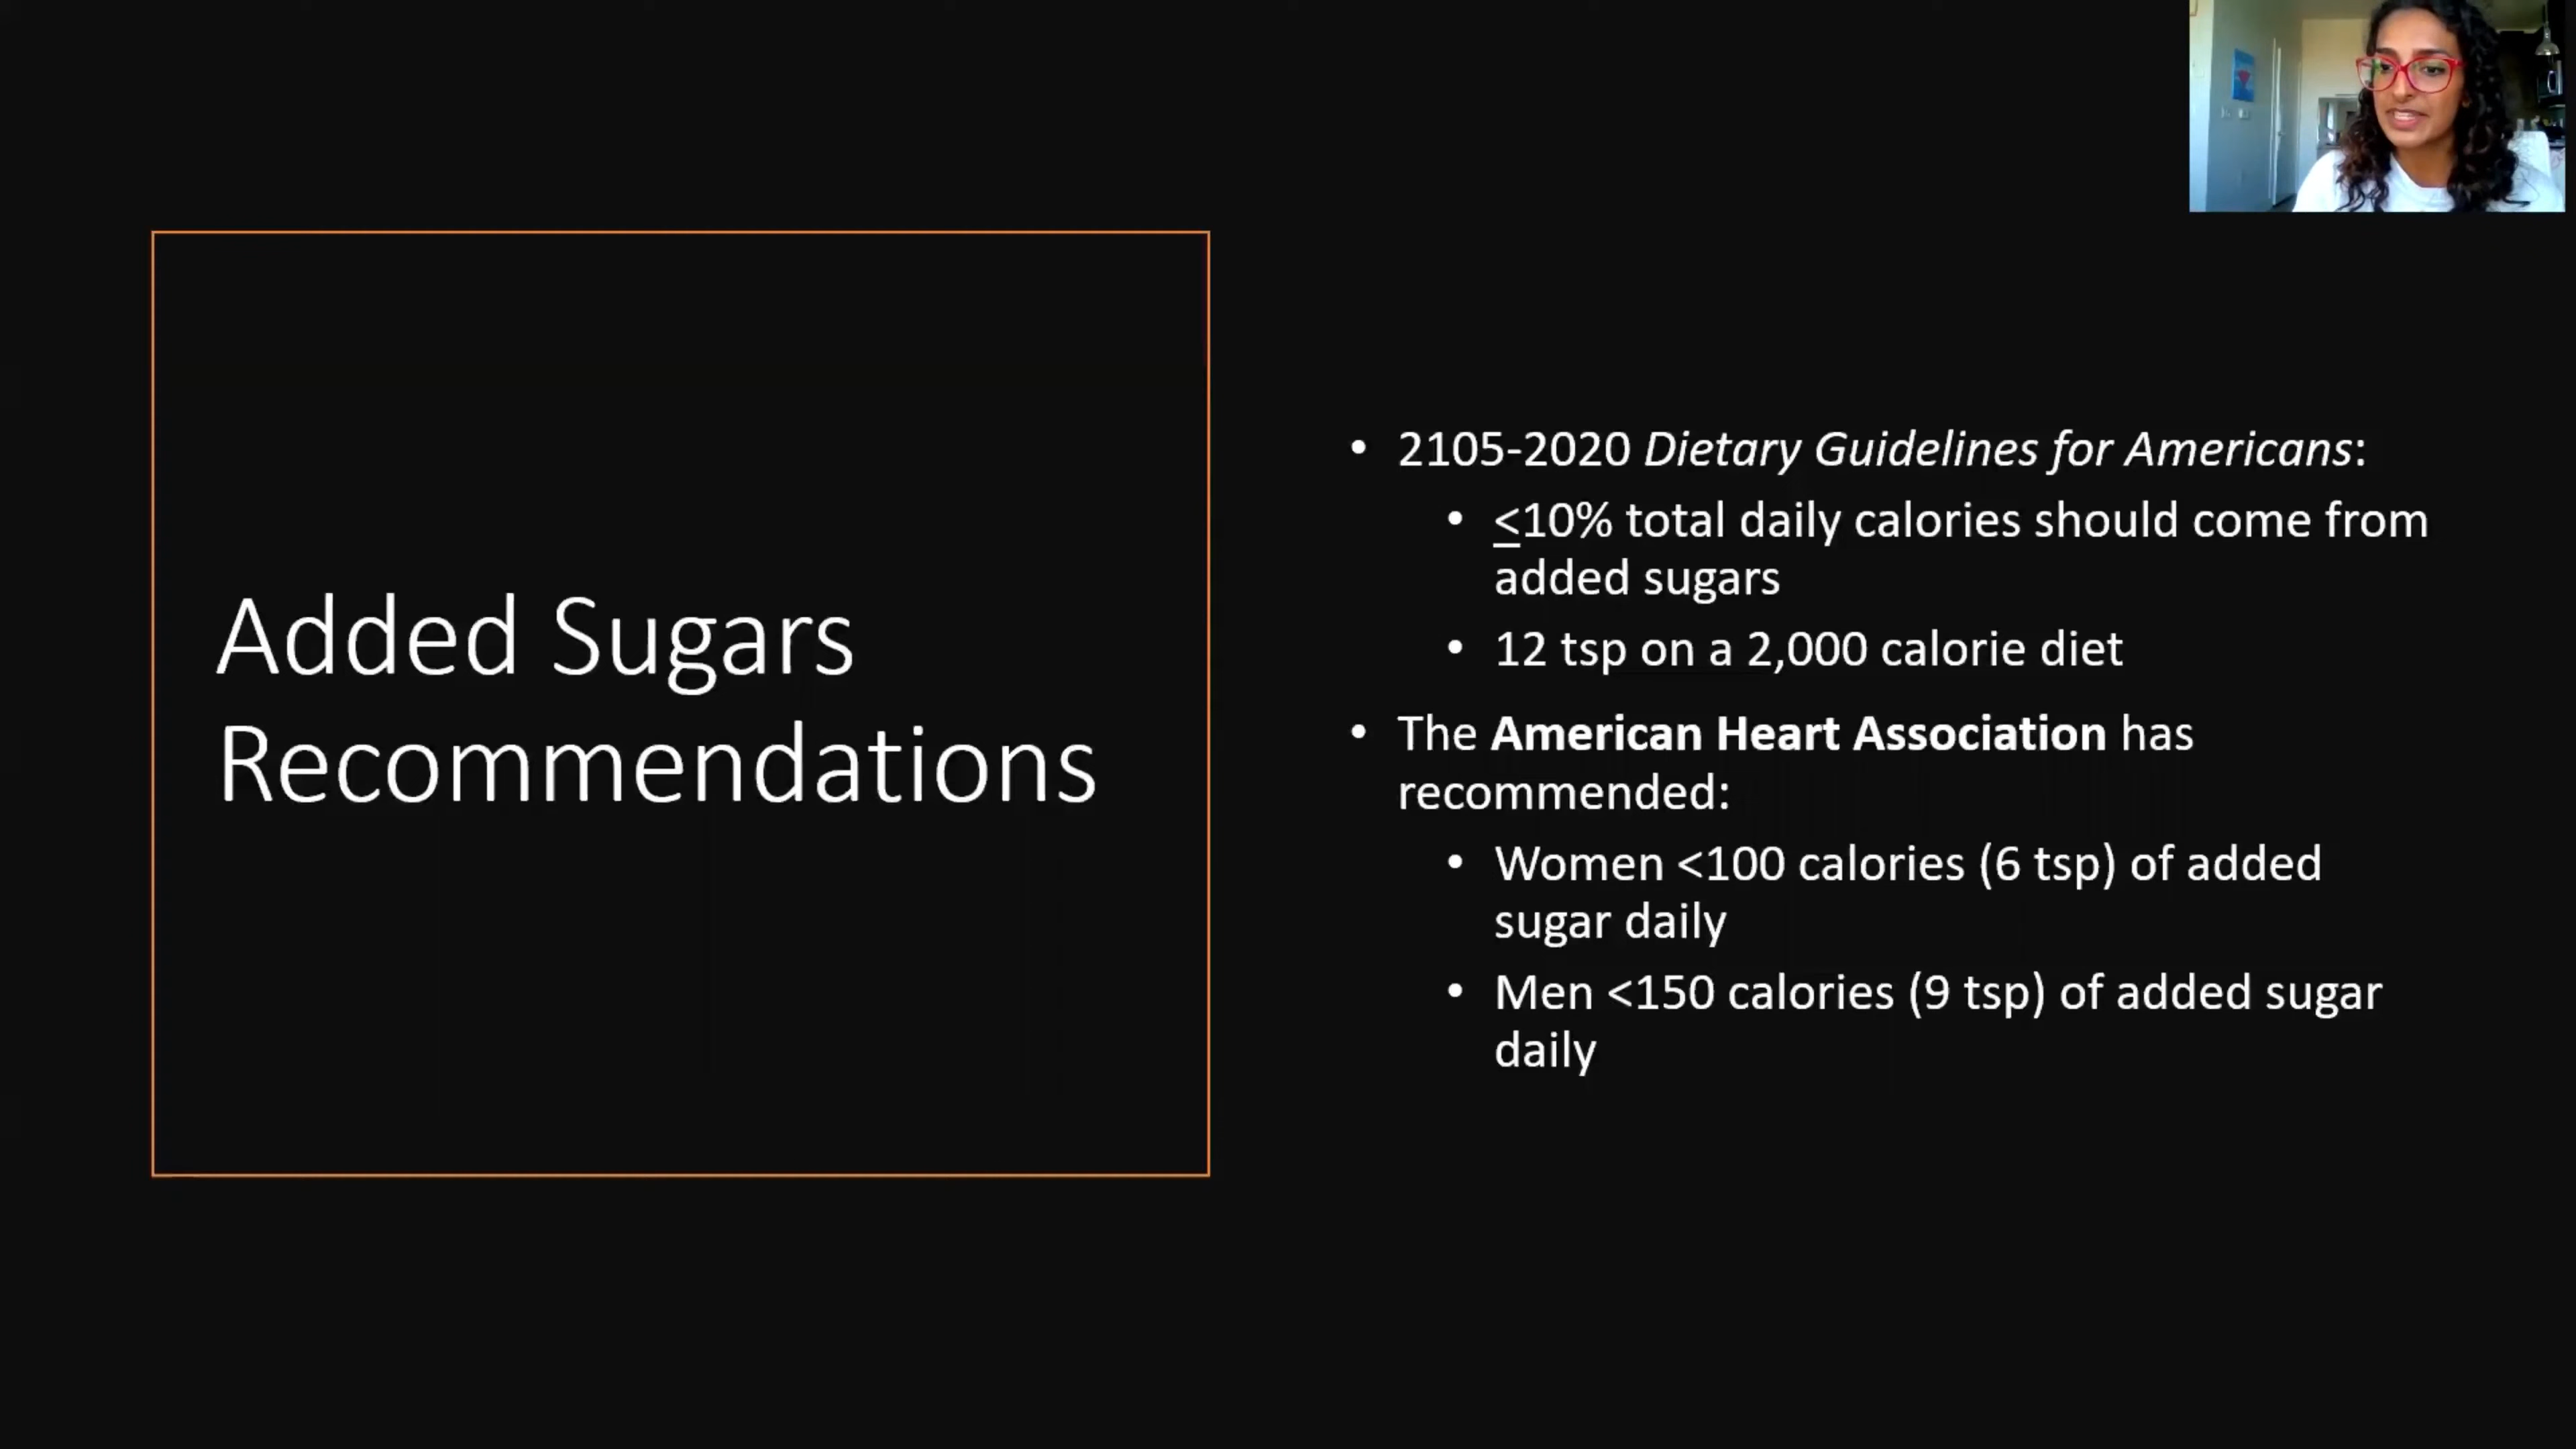 Added Sugars
Recommendations
• 2105-2020 Dietary Guidelines for Americans:
• <10% total daily calories should come from
added sugars
• 12 tsp on a 2,000 calorie diet
• The American Heart Association has
recommended:
• Women <100 calories (6 tsp) of added
sugar daily
• Men <150 calories (9 tsp) of added sugar
daily